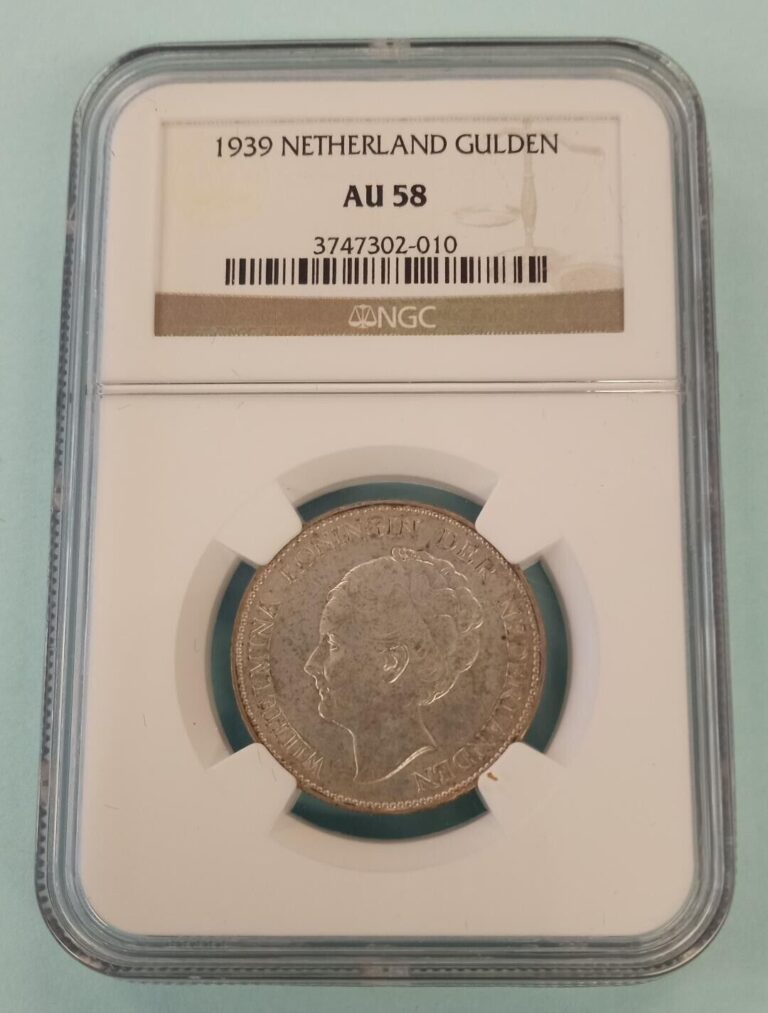 1939 NETHERLAND GULDEN
AU 58
3747302-010
NGC
WILHELMINA KONINGIN DER NEDERLANDEN